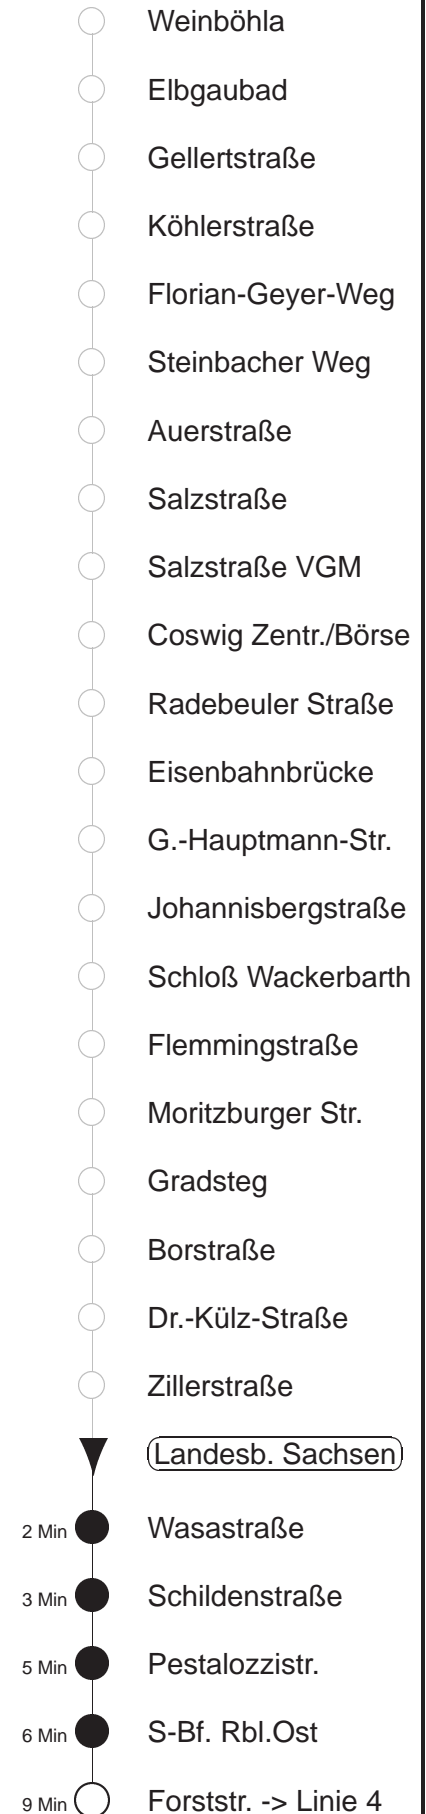 Weinböhla
Elbgaubad
Gellertstraße
Köhlerstraße
Florian-Geyer-Weg
Steinbacher Weg
Auerstraße
Salzstraße
Salzstraße VGM
Coswig Zentr./Börse
Radebeuler Straße
Eisenbahnbrücke
G.-Hauptmann-Str.
Johannisbergstraße
Schloß Wackerbarth
Flemmingstraße
Moritzburger Str.
Gradsteg
Borstraße
Dr.-Külz-Straße
Zillerstraße
Landesb. Sachsen
2 Min Wasastraße
3 Min Schildenstraße
5 Min Pestalozzistr.
6 Min S-Bf. Rbl.Ost
9 Min Forststr. -> Linie 4